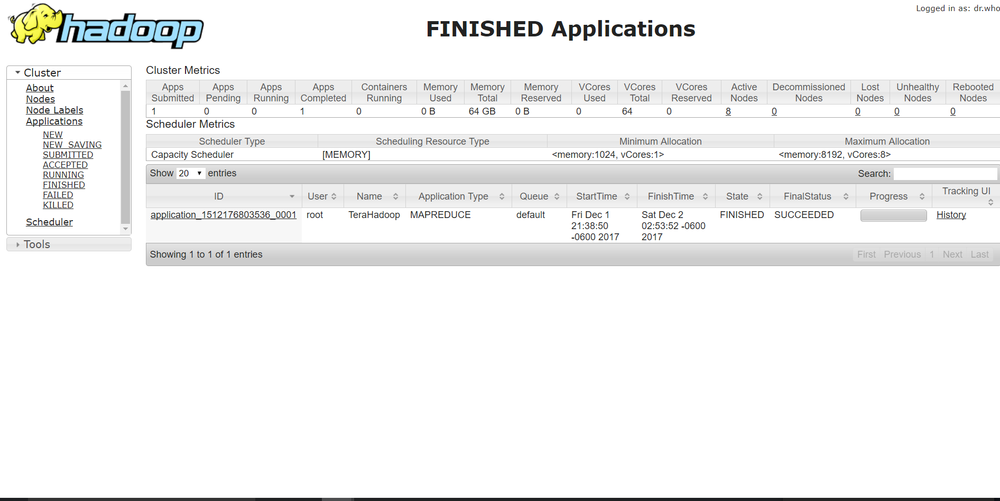 Logged in as: dr.who
hadoop
FINISHED Applications
Cluster
About
Nodes
Node Labels
Applications
NEW
NEW_SAVING
SUBMITTED
ACCEPTED
RUNNING
FINISHED
FAILED
KILLED
Scheduler
Tools
Cluster Metrics
Apps Submitted Apps Pending Apps Running Apps Completed Containers Running Memory Used Memory Total Memory Reserved VCores Used VCores Total VCores Reserved Active Nodes Decommissioned Nodes Lost Nodes Unhealthy Nodes Rebooted Nodes
1 0 0 1 0 0 B 64 GB 0 B 0 64 0 8 0 0 0 0
Scheduler Metrics
Scheduler Type Scheduling Resource Type Minimum Allocation Maximum Allocation
Capacity Scheduler [MEMORY] <memory:1024, vCores:1> <memory:8192, vCores:8>
Show 20 entries Search:
ID User Name Application Type Queue StartTime FinishTime State FinalStatus Progress Tracking UI
application_1512176803536_0001 root TeraHadoop MAPREDUCE default Fri Dec 1 21:38:50 -0600 2017 Sat Dec 2 02:53:52 -0600 2017 FINISHED SUCCEEDED History
Showing 1 to 1 of 1 entries First Previous 1 Next Last